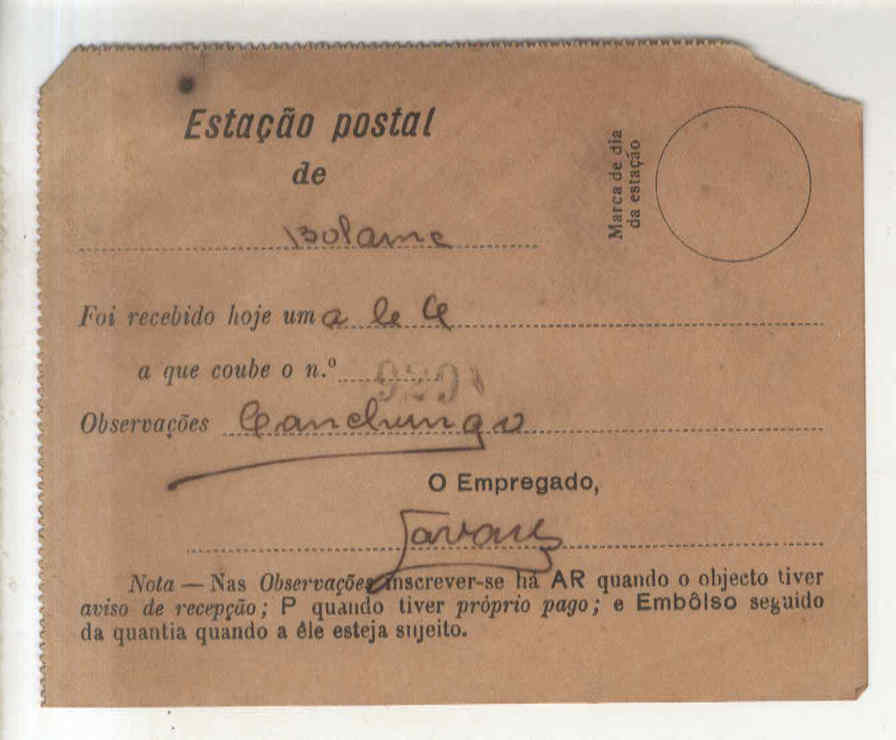 Estação postal
de
Bolama
Marca de dia
da estação
Foi recebido hoje um a
a que coube o n.º
Observações Canchungo
O Empregado,
Tavares
Nota — Nas Observações inscrever-se há AR quando o objecto tiver
aviso de recepção; P quando tiver próprio pago; e Embôlso seguido
da quantia quando a êle esteja sujeito.